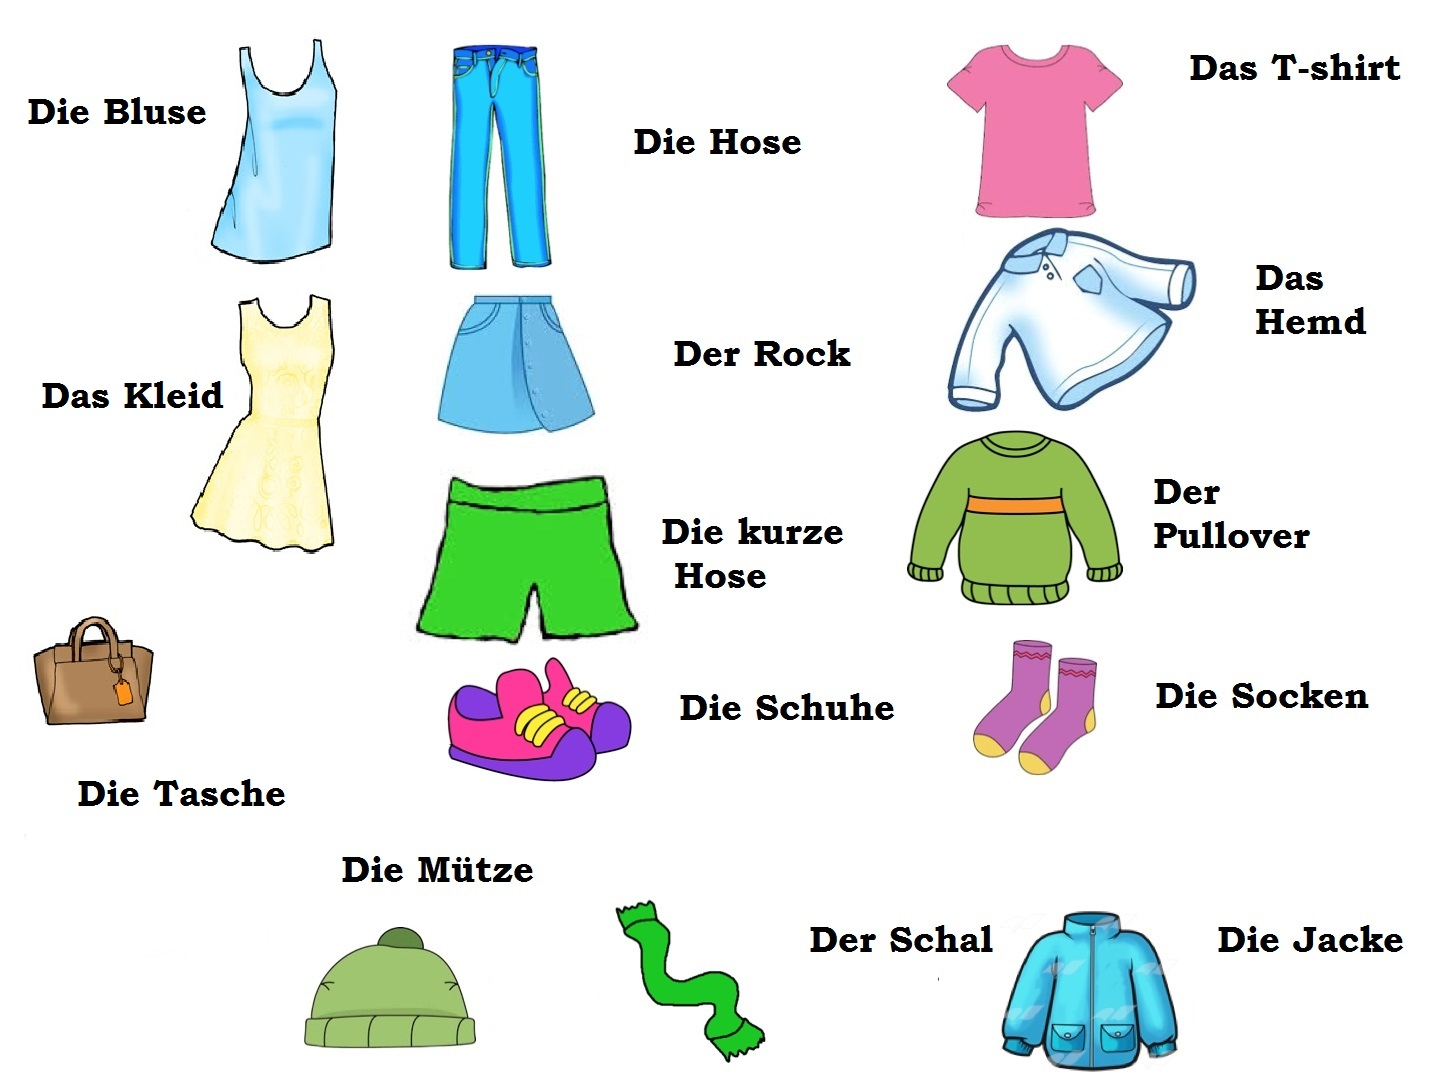 Die Bluse
Die Hose
Das T-shirt
Das
Hemd
Das Kleid
Der Rock
Die kurze
Hose
Der
Pullover
Die Schuhe
Die Socken
Die Tasche
Die Mütze
Der Schal
Die Jacke